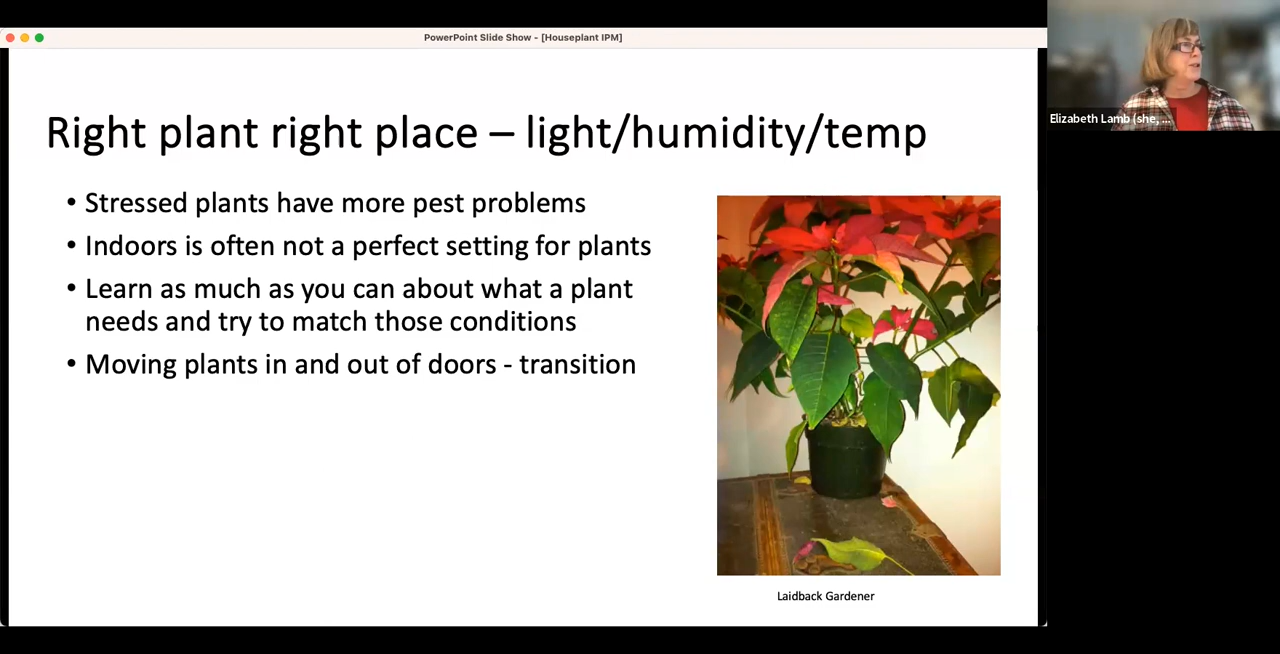 PowerPoint Slide Show - [Houseplant IPM]
Right plant right place – light/humidity/temp
• Stressed plants have more pest problems
• Indoors is often not a perfect setting for plants
• Learn as much as you can about what a plant
needs and try to match those conditions
• Moving plants in and out of doors - transition
Laidback Gardener
Elizabeth Lamb (she, ...